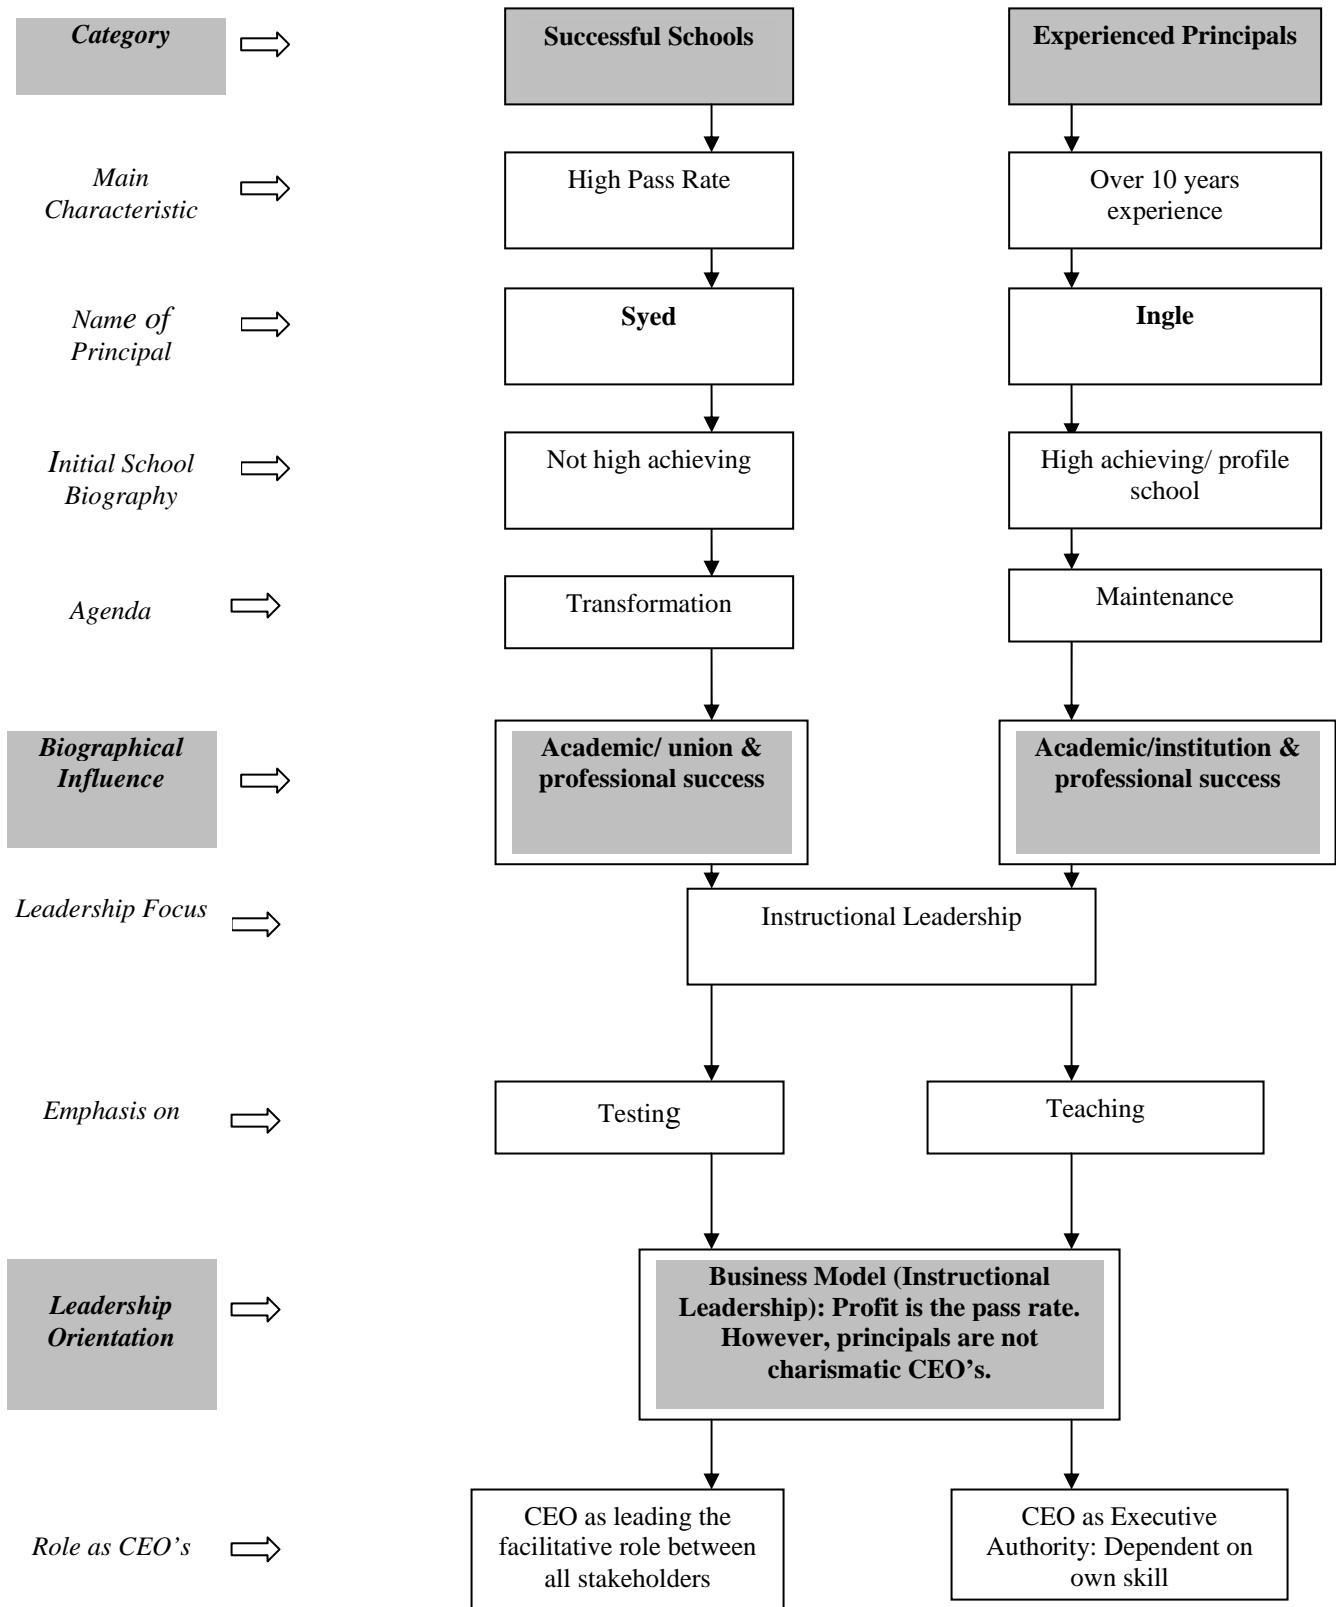 Category
Successful Schools
Experienced Principals
Main
Characteristic
High Pass Rate
Over 10 years
experience
Name of
Principal
Syed
Ingle
Initial School
Biography
Not high achieving
High achieving/ profile
school
Agenda
Transformation
Maintenance
Biographical
Influence
Academic/ union &
professional success
Academic/institution &
professional success
Leadership Focus
Instructional Leadership
Emphasis on
Testing
Teaching
Leadership
Orientation
Business Model (Instructional
Leadership): Profit is the pass rate.
However, principals are not
charismatic CEO’s.
Role as CEO’s
CEO as leading the
facilitative role between
all stakeholders
CEO as Executive
Authority: Dependent on
own skill